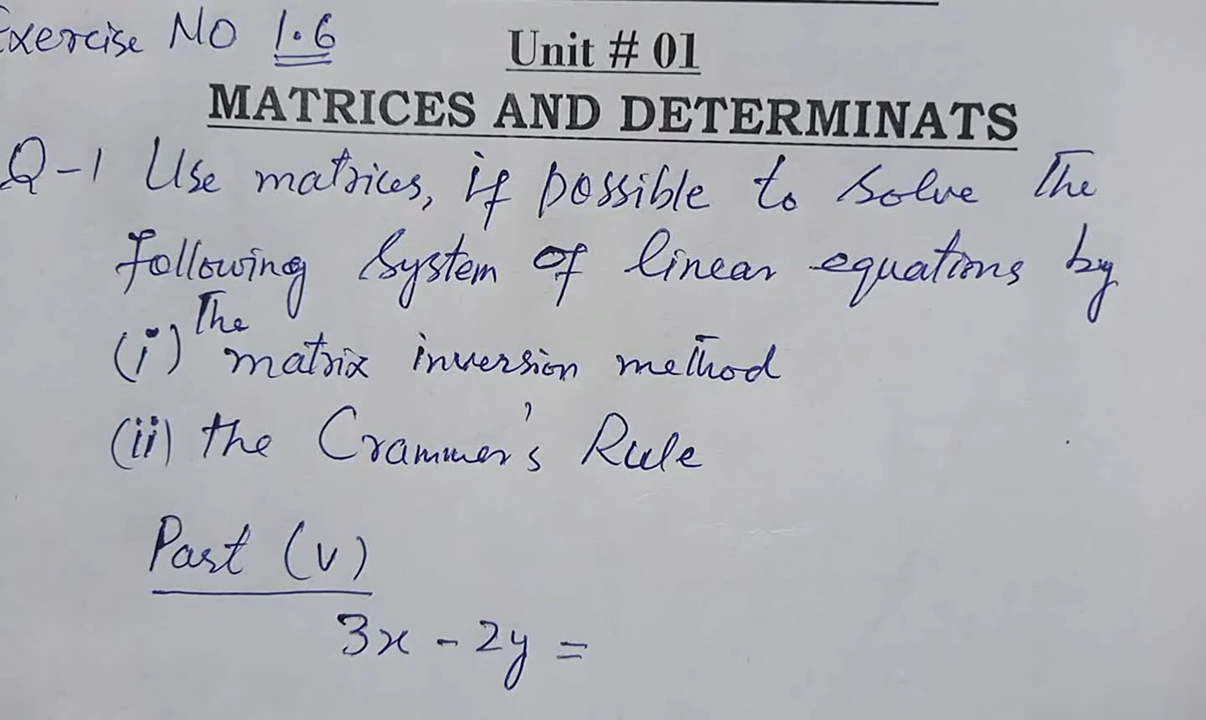 Exercise No 1.6
Unit # 01
MATRICES AND DETERMINATS
Q-1 Use matrices, if possible to solve the
following system of linear equations by
(i) The matrix inversion method
(ii) the Crammer's Rule
Part (v)
3x - 2y =